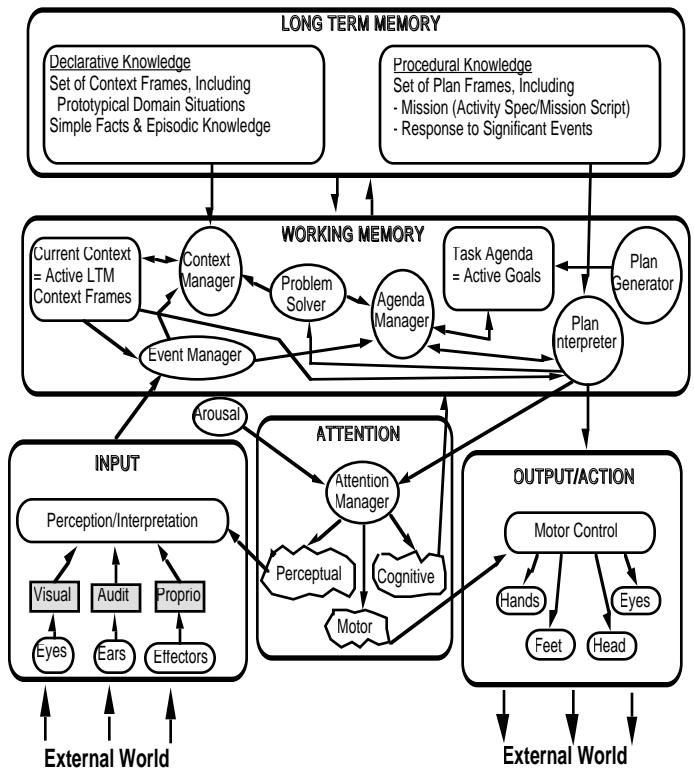 LONG TERM MEMORY
Declarative Knowledge
Set of Context Frames, Including
Prototypical Domain Situations
Simple Facts & Episodic Knowledge
Procedural Knowledge
Set of Plan Frames, Including
- Mission (Activity Spec/Mission Script)
- Response to Significant Events
WORKING MEMORY
Current Context
= Active LTM
Context Frames
Context
Manager
Problem
Solver
Agenda
Manager
Task Agenda
= Active Goals
Plan
Generator
Event Manager
Plan
Interpreter
Arousal
ATTENTION
INPUT
OUTPUT/ACTION
Attention
Manager
Perception/Interpretation
Motor Control
Perceptual
Cognitive
Visual
Audit
Proprio
Hands
Eyes
Motor
Eyes
Ears
Effectors
Feet
Head
External World
External World